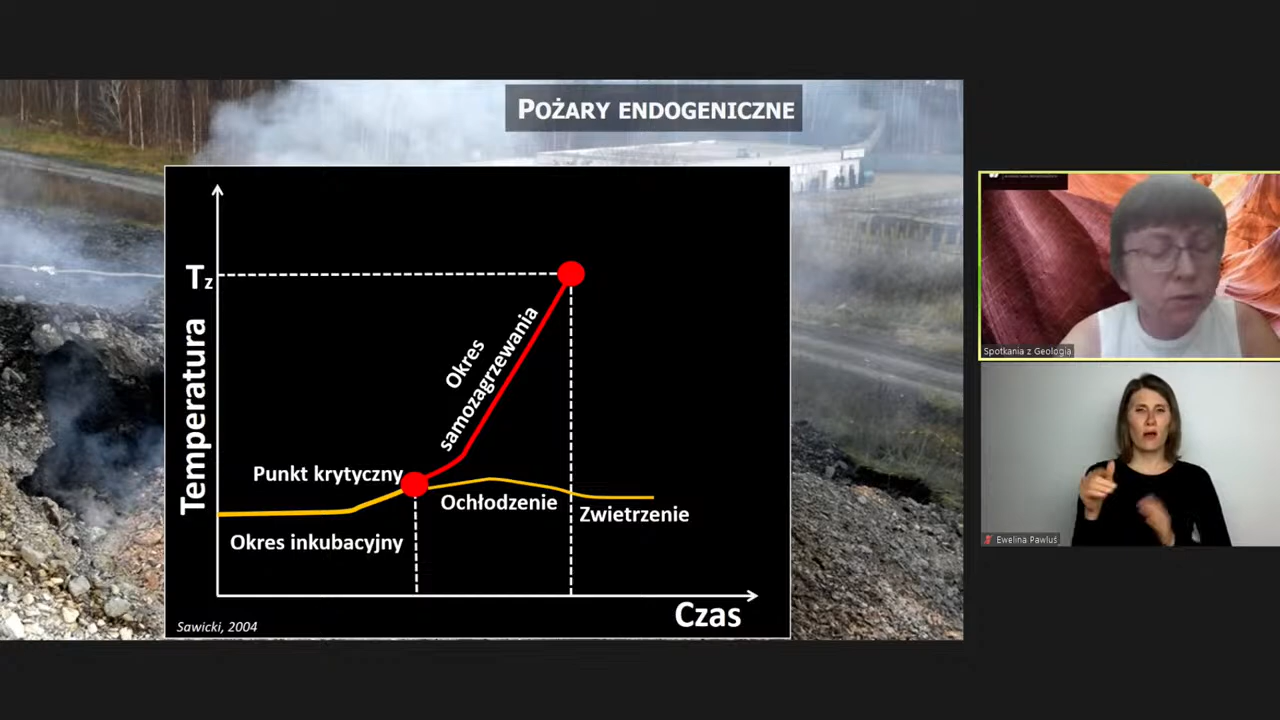 POŻARY ENDOGENICZNE
Tz
Temperatura
Okres
samozagrzewania
Punkt krytyczny
Ochłodzenie
Zwietrzenie
Okres inkubacyjny
Czas
Sawicki, 2004
Spotkania z Geologią
Ewelina Pawluś